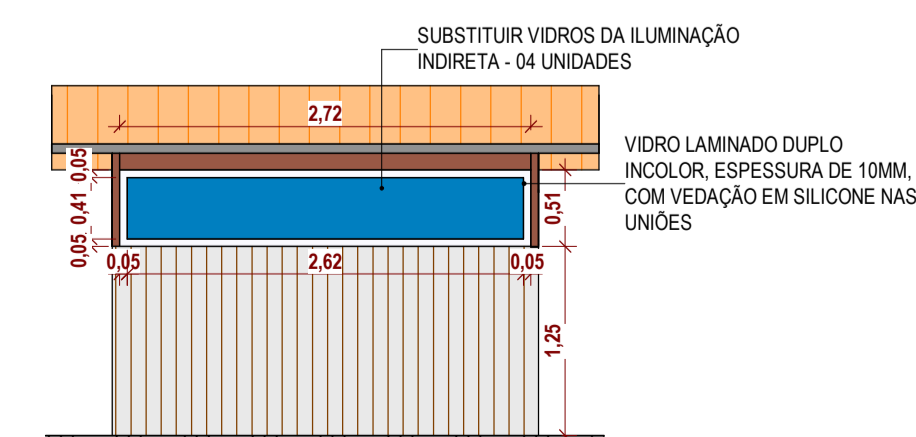 SUBSTITUIR VIDROS DA ILUMINAÇÃO
INDIRETA - 04 UNIDADES
2,72
VIDRO LAMINADO DUPLO
INCOLOR, ESPESSURA DE 10MM,
COM VEDAÇÃO EM SILICONE NAS
UNIÕES
0,05
0,41
0,05
0,51
0,05
2,62
0,05
1,25